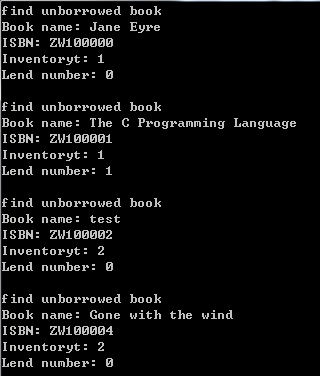 find unborrowed book
Book name: Jane Eyre
ISBN: ZW100000
Inventoryt: 1
Lend number: 0
find unborrowed book
Book name: The C Programming Language
ISBN: ZW100001
Inventoryt: 1
Lend number: 1
find unborrowed book
Book name: test
ISBN: ZW100002
Inventoryt: 2
Lend number: 0
find unborrowed book
Book name: Gone with the wind
ISBN: ZW100004
Inventoryt: 2
Lend number: 0